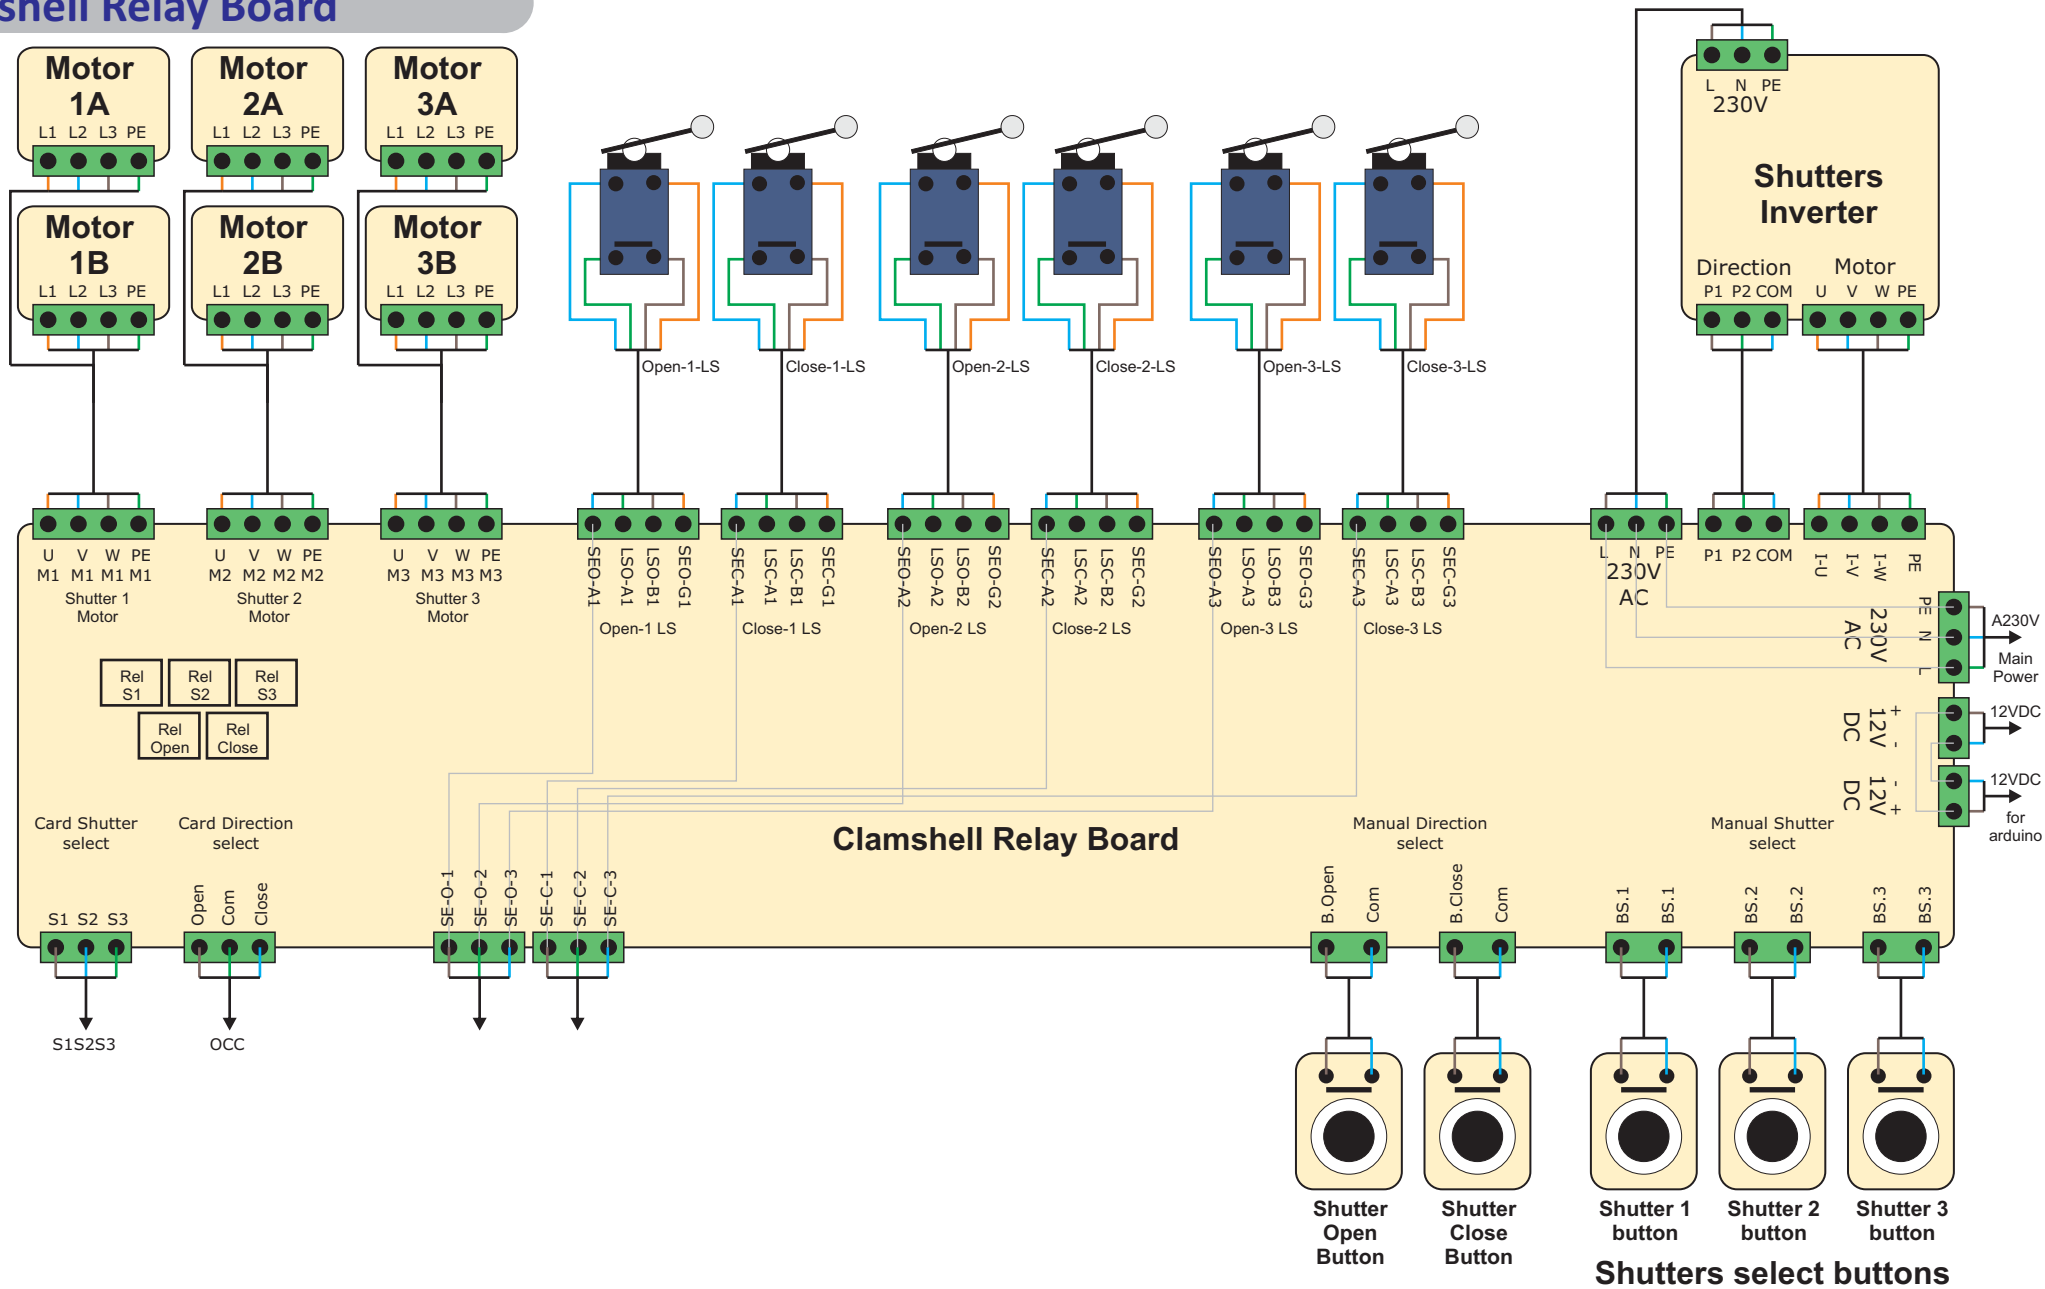 shell Relay Board
Motor
1A
L1 L2 L3 PE
Motor
2A
L1 L2 L3 PE
Motor
3A
L1 L2 L3 PE
Motor
1B
L1 L2 L3 PE
Motor
2B
L1 L2 L3 PE
Motor
3B
L1 L2 L3 PE
Open-1-LS
Close-1-LS
Open-2-LS
Close-2-LS
Open-3-LS
Close-3-LS
L N PE
230V
Shutters
Inverter
Direction
P1 P2 COM
Motor
U V W PE
U V W PE
M1 M1 M1 M1
Shutter 1
Motor
U V W PE
M2 M2 M2 M2
Shutter 2
Motor
U V W PE
M3 M3 M3 M3
Shutter 3
Motor
SEO-A1
LSO-A1
LSO-B1
SEO-G1
Open-1 LS
SEC-A1
LSC-A1
LSC-B1
SEC-G1
Close-1 LS
SEO-A2
LSO-A2
LSO-B2
SEO-G2
Open-2 LS
SEC-A2
LSC-A2
LSC-B2
SEC-G2
Close-2 LS
SEO-A3
LSO-A3
LSO-B3
SEO-G3
Open-3 LS
SEC-A3
LSC-A3
LSC-B3
SEC-G3
Close-3 LS
L N PE
230V
AC
P1 P2 COM
I-U
I-V
I-W
PE
PE
N
L
230V
AC
A230V
Main
Power
+
-
12V
DC
12VDC
-
+
12V
DC
12VDC
for
arduino
Rel
S1
Rel
S2
Rel
S3
Rel
Open
Rel
Close
Card Shutter
select
S1 S2 S3
Card Direction
select
Open
Com
Close
SE-O-1
SE-O-2
SE-O-3
SE-C-1
SE-C-2
SE-C-3
Clamshell Relay Board
Manual Direction
select
B.Open
Com
B.Close
Com
Manual Shutter
select
BS.1
BS.1
BS.2
BS.2
BS.3
BS.3
S1S2S3
OCC
Shutter
Open
Button
Shutter
Close
Button
Shutter 1
button
Shutter 2
button
Shutter 3
button
Shutters select buttons